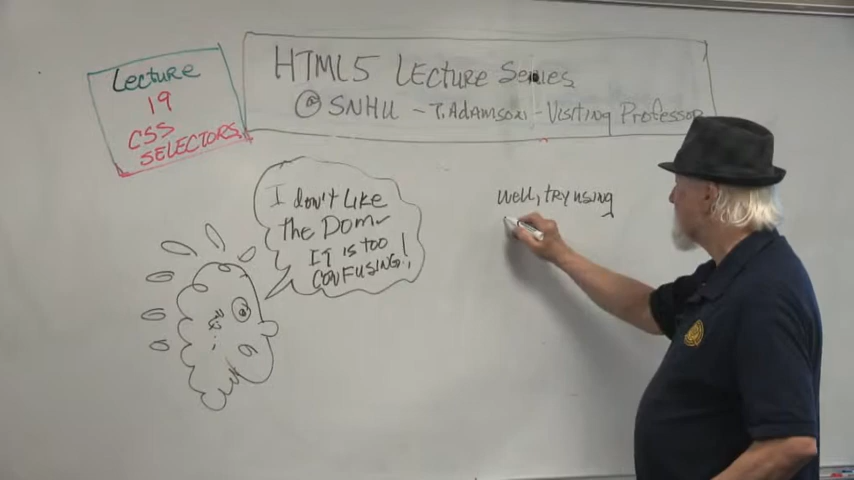 Lecture
19
CSS
SELECTORS
HTML5 Lecture Series
@ SNHU - T. Adamson - Visiting Professor
I don't Like
the Dom-
IT is too
CONFUSING..!
Well, try using